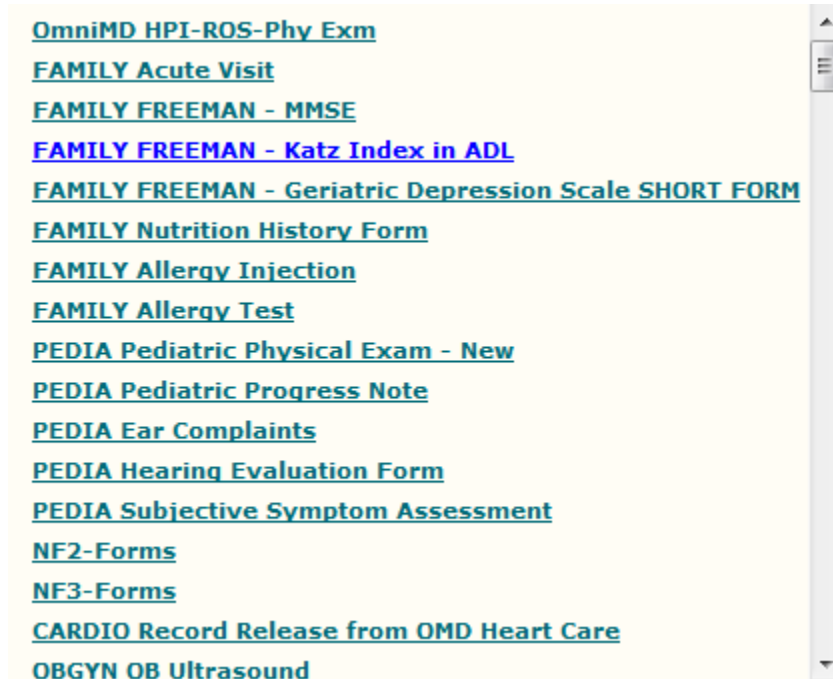 OmniMD HPI-ROS-Phy Exm
FAMILY Acute Visit
FAMILY FREEMAN - MMSE
FAMILY FREEMAN - Katz Index in ADL
FAMILY FREEMAN - Geriatric Depression Scale SHORT FORM
FAMILY Nutrition History Form
FAMILY Allergy Injection
FAMILY Allergy Test
PEDIA Pediatric Physical Exam - New
PEDIA Pediatric Progress Note
PEDIA Ear Complaints
PEDIA Hearing Evaluation Form
PEDIA Subjective Symptom Assessment
NF2-Forms
NF3-Forms
CARDIO Record Release from OMD Heart Care
OBGYN OB Ultrasound